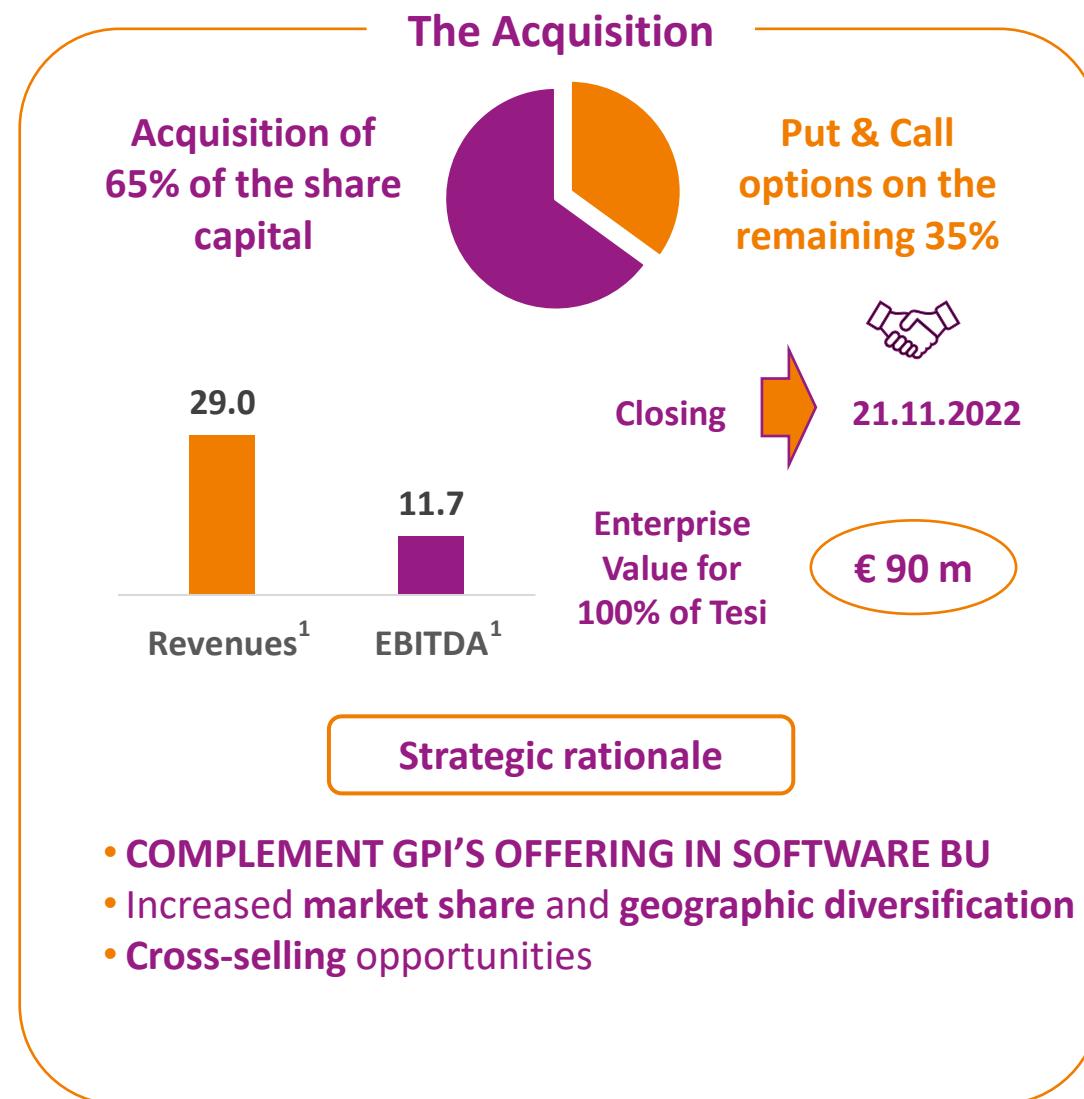 The Acquisition
Acquisition of
65% of the share
capital
Put & Call
options on the
remaining 35%
29.0
11.7
Revenues¹
EBITDA¹
Closing
21.11.2022
Enterprise
Value for
100% of Tesi
€ 90 m
Strategic rationale
• COMPLEMENT GPI’S OFFERING IN SOFTWARE BU
• Increased market share and geographic diversification
• Cross-selling opportunities